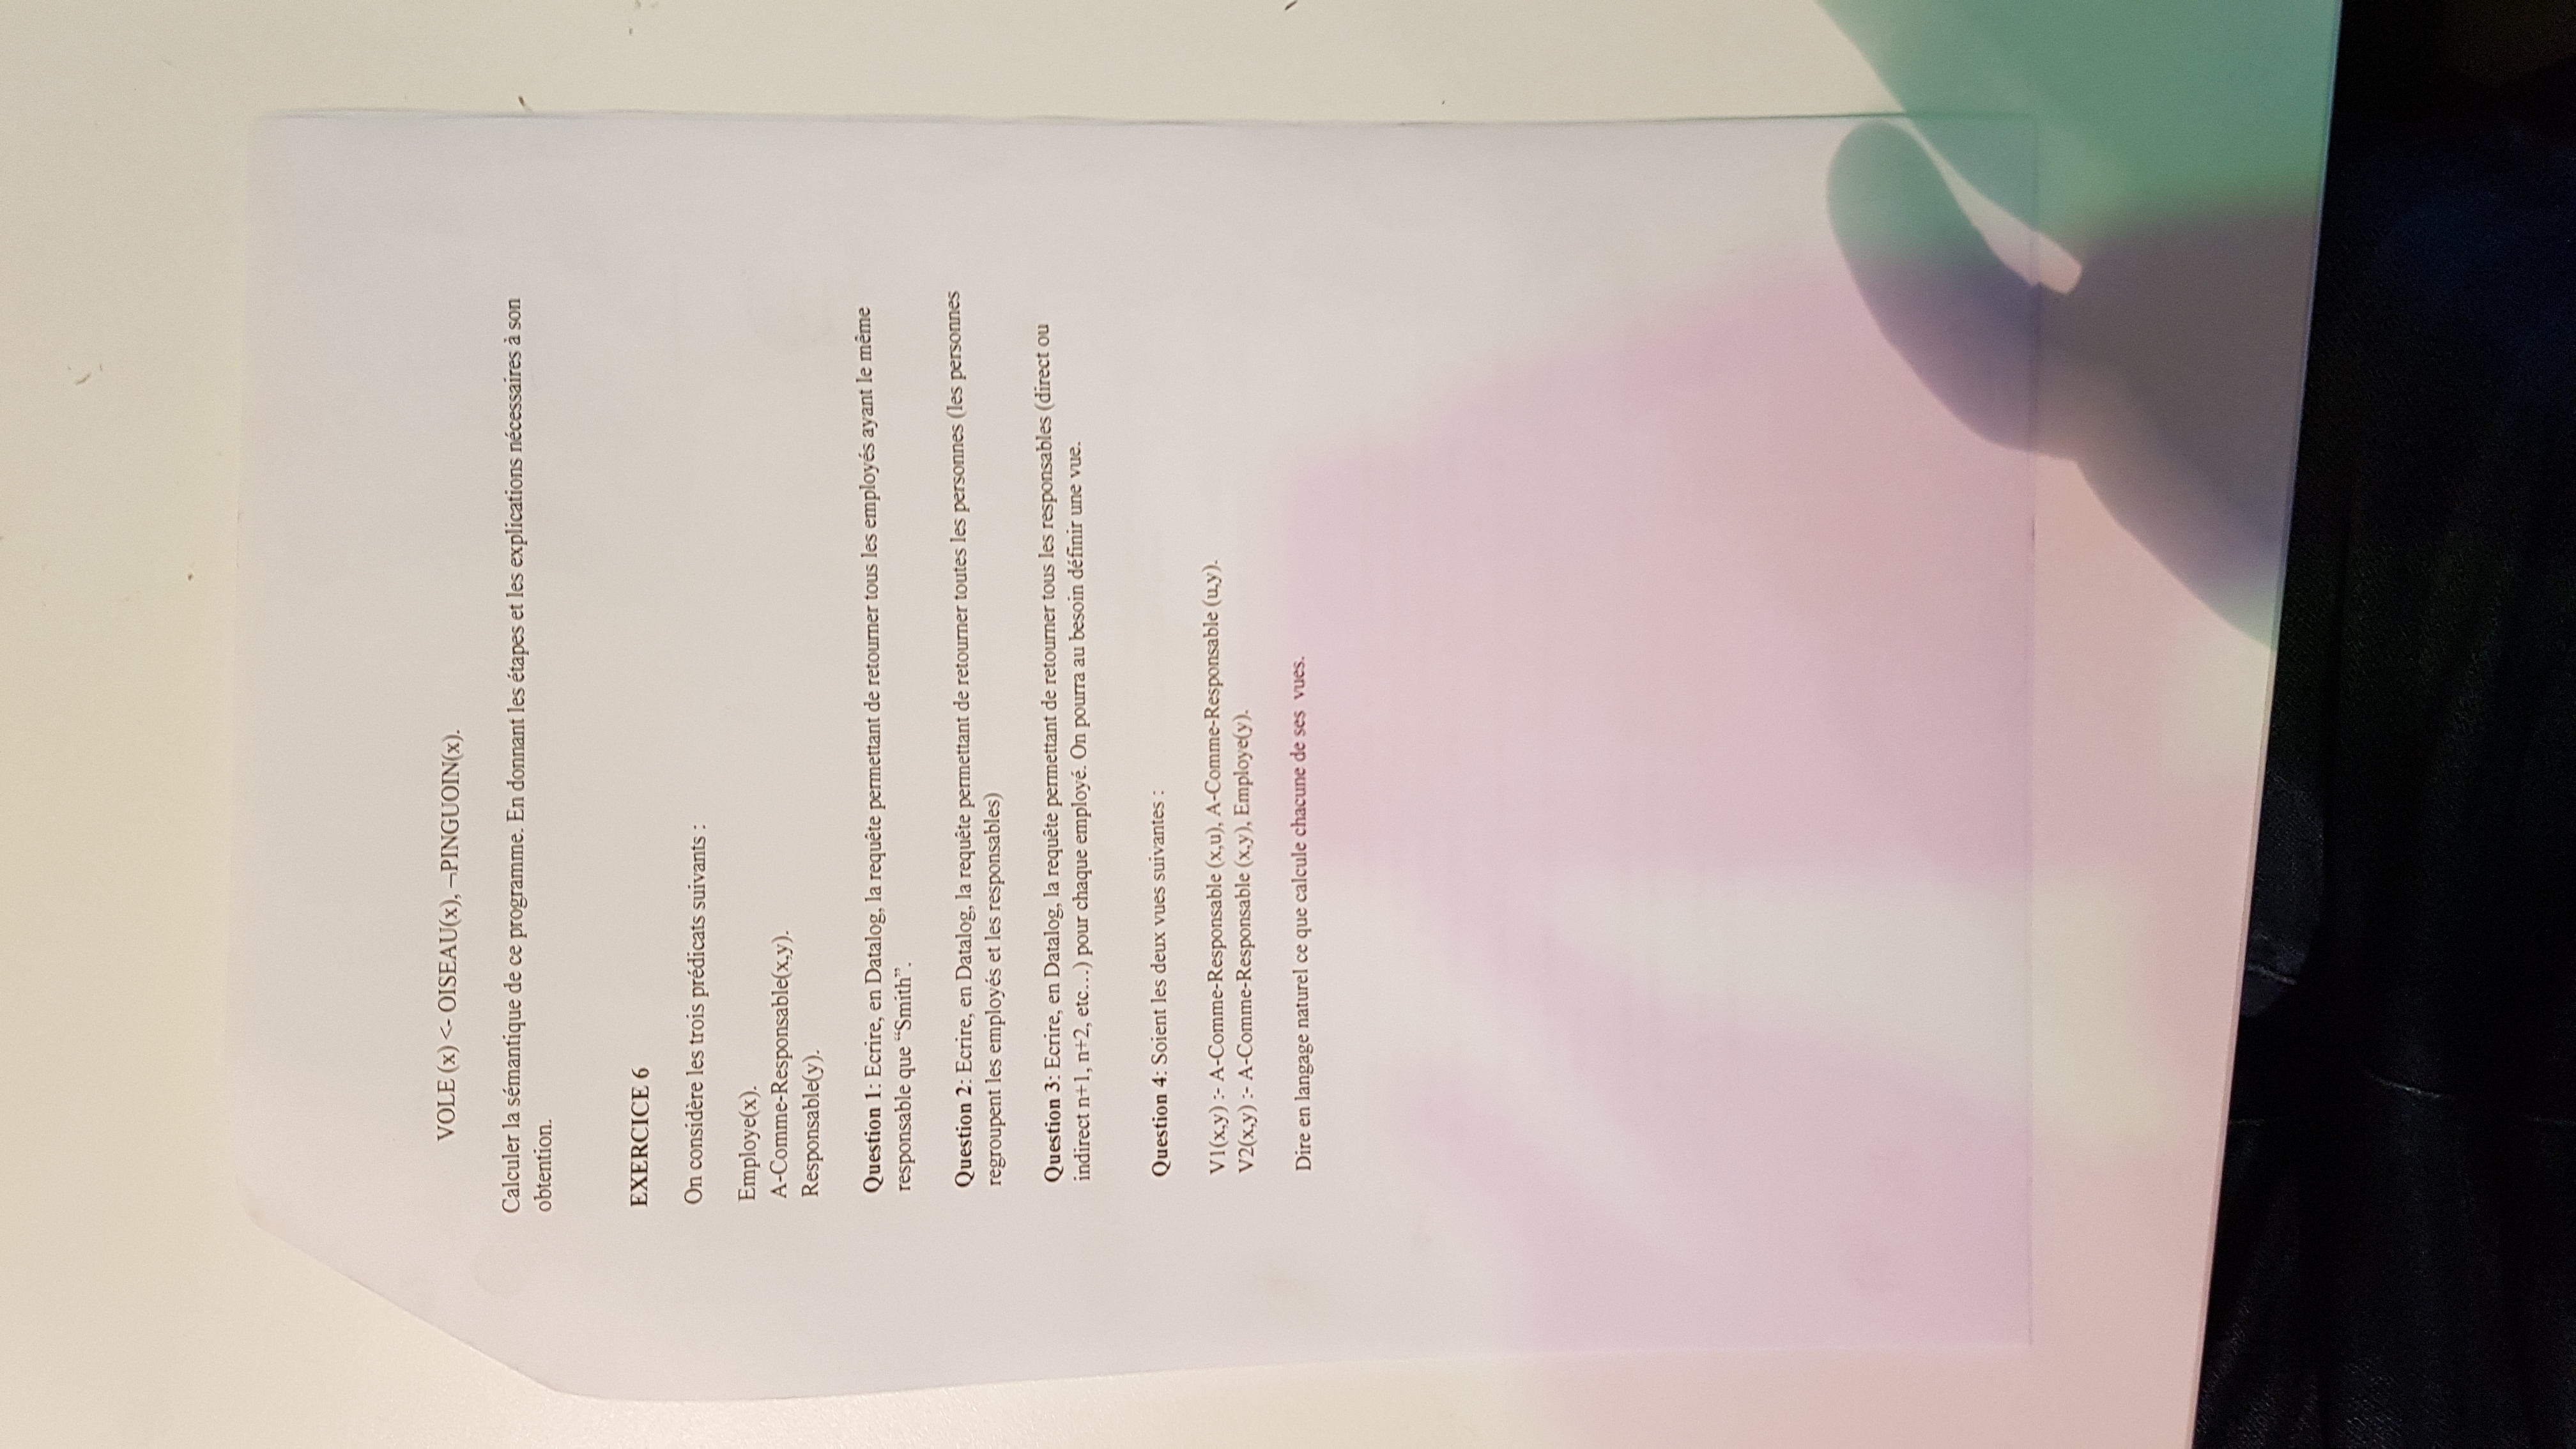 VOLE (x) <- OISEAU(x), ¬PINGUOIN(x).
Calculer la sémantique de ce programme. En donnant les étapes et les explications nécessaires à son
obtention.
EXERCICE 6
On considère les trois prédicats suivants :
Employe(x).
A-Comme-Responsable(x,y).
Responsable(y).
Question 1: Ecrire, en Datalog, la requête permettant de retourner tous les employés ayant le même
responsable que “Smith”.
Question 2: Ecrire, en Datalog, la requête permettant de retourner toutes les personnes (les personnes
regroupent les employés et les responsables)
Question 3: Ecrire, en Datalog, la requête permettant de retourner tous les responsables (direct ou
indirect n+1, n+2, etc…) pour chaque employé. On pourra au besoin définir une vue.
Question 4: Soient les deux vues suivantes :
V1(x,y) :- A-Comme-Responsable (x,u), A-Comme-Responsable (u,y).
V2(x,y) :- A-Comme-Responsable (x,y), Employe(y).
Dire en langage naturel ce que calcule chacune de ses vues.